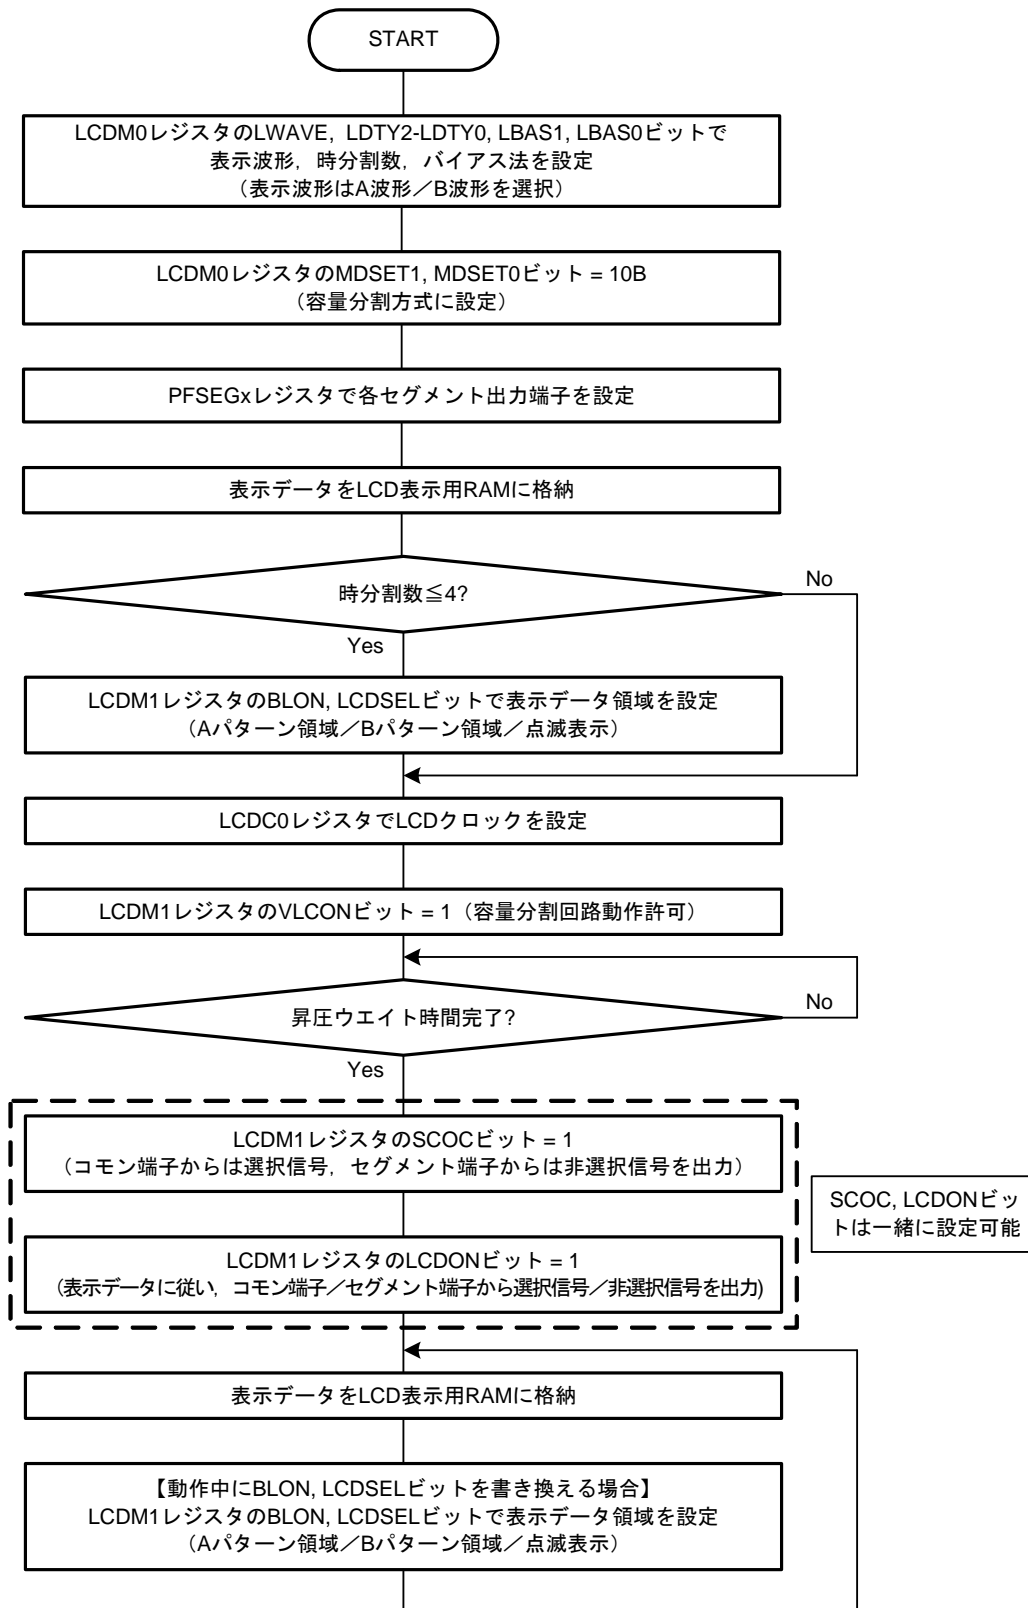 START
LCDM0レジスタのLWAVE, LDTY2-LDTY0, LBAS1, LBAS0ビットで
表示波形，時分割数，バイアス法を設定
（表示波形はA波形／B波形を選択）
LCDM0レジスタのMDSET1, MDSET0ビット = 10B
（容量分割方式に設定）
PFSEGxレジスタで各セグメント出力端子を設定
表示データをLCD表示用RAMに格納
時分割数≦4?
No
Yes
LCDM1レジスタのBLON, LCDSELビットで表示データ領域を設定
（Aパターン領域／Bパターン領域／点滅表示）
LCDC0レジスタでLCDクロックを設定
LCDM1レジスタのVLCONビット = 1（容量分割回路動作許可）
昇圧ウエイト時間完了?
No
Yes
LCDM1レジスタのSCOCビット = 1
（コモン端子からは選択信号，セグメント端子からは非選択信号を出力）
SCOC, LCDONビッ
トは一緒に設定可能
LCDM1レジスタのLCDONビット = 1
(表示データに従い，コモン端子／セグメント端子から選択信号／非選択信号を出力)
表示データをLCD表示用RAMに格納
【動作中にBLON, LCDSELビットを書き換える場合】
LCDM1レジスタのBLON, LCDSELビットで表示データ領域を設定
（Aパターン領域／Bパターン領域／点滅表示）